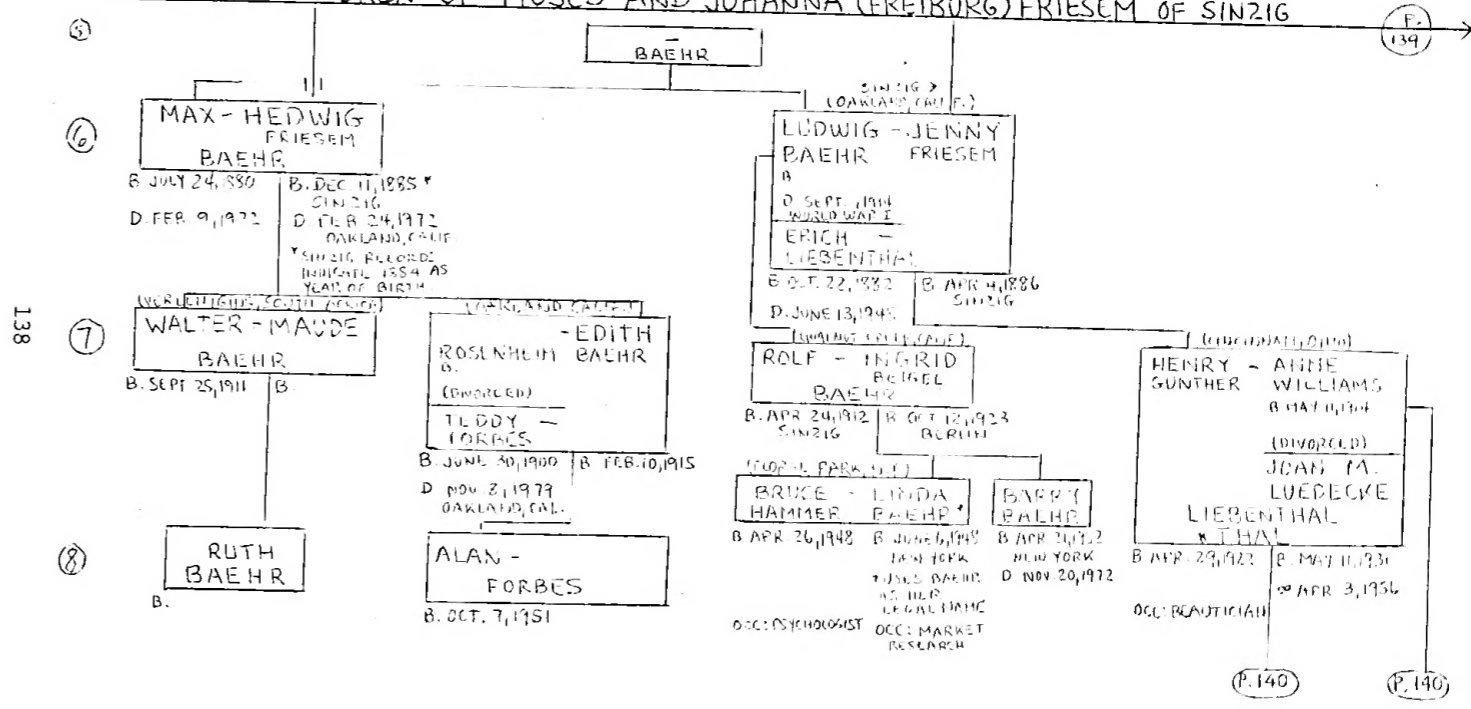 OF MOSES AND JOHANNA (FREIBURG) FRIESEM OF SINZIG
139
5
BAEHR
6
MAX - HEDWIG
FRIESEM
BAEHR
B. JULY 24, 1880
B. DEC. 11, 1885 *
SINZIG
D. FEB. 9, 1972
D. FEB 24, 1972
OAKLAND, CALIF.
* SINZIG RECORDS
INDICATE 1884 AS
YEAR OF BIRTH
SINZIG >
(OAKLAND, CALIF.)
LUDWIG - JENNY
BAEHR FRIESEM
B
D. SEPT. , 1914
WORLD WAR I
ERICH -
LIEBENTHAL
B OCT. 22, 1882
B APR 4, 1886
SINZIG
D. JUNE 13, 1948
138
7
SOUTH AFRICA)
WALTER - MAUDE
BAEHR
B. SEPT 25, 1911
B.
(OAKLAND CALIF.)
- EDITH
ROSENHEIM BAEHR
B.
(DIVORCED)
TEDDY -
FORBES
B. JUNE 30, 1900
B FEB. 10, 1915
D NOV. 8, 1979
OAKLAND, CAL.
ROLF - INGRID
BEIGEL
BAEHR
B. APR 24, 1912
SINZIG
B OCT 12, 1923
BERLIN
(CINCINNATI, OHIO)
HENRY - ANNE
GUNTHER WILLIAMS
B MAY 11,
(DIVORCED)
JOAN M.
LUEDECKE
LIEBENTHAL
* THAL
B APR. 29, 1922
B. MAY 11, 1931
∞ APR 3, 1956
OCC: BEAUTICIAN
8
RUTH
BAEHR
B.
ALAN -
FORBES
B. OCT. 7, 1951
PARK, N.Y.)
BRUCE - LINDA
HAMMER BAEHR *
B APR. 26, 1948
B JUNE 6, 1948
NEW YORK
* USES BAEHR
AS HER
LEGAL NAME
OCC: PSYCHOLOGIST
OCC: MARKET
RESEARCH
BARRY
BAEHR
B APR 21, 1952
NEW YORK
D NOV. 20, 1972
P. 140
P. 140